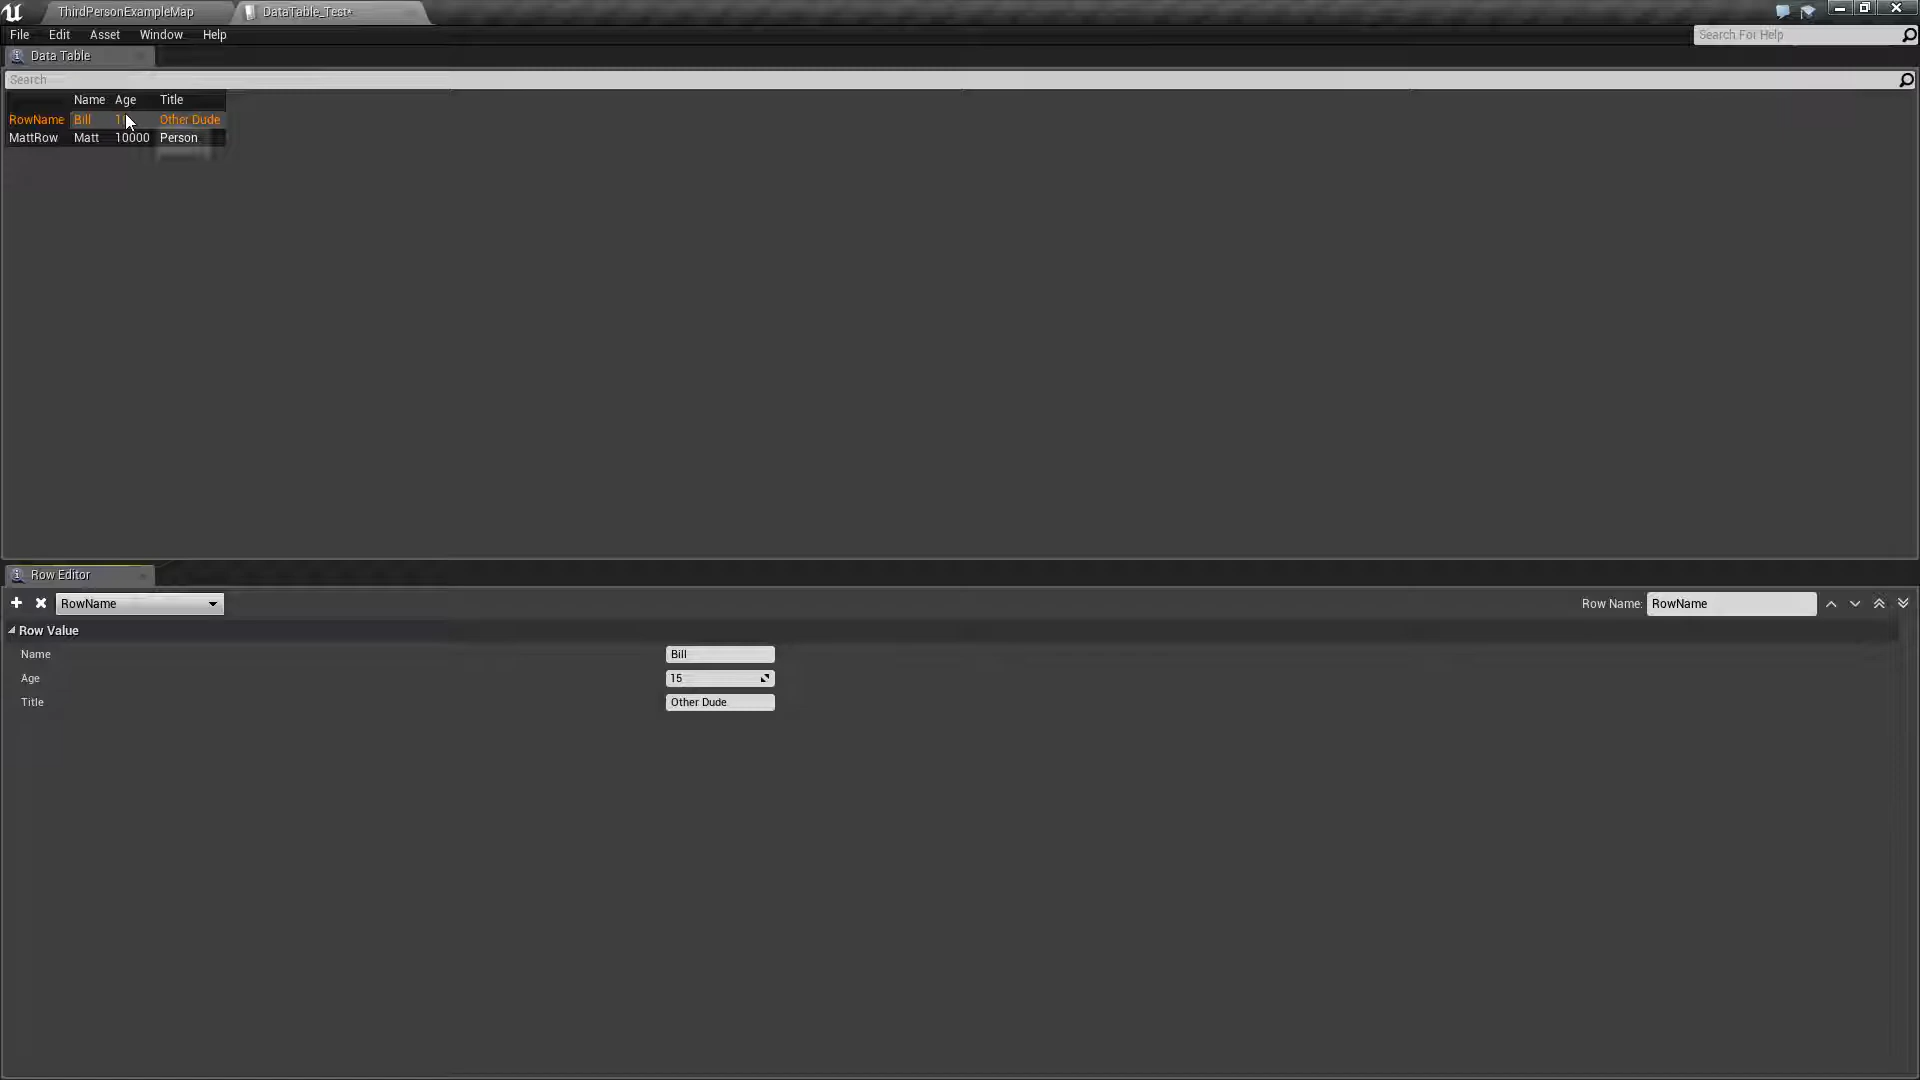 ThirdPersonExampleMap DataTable_Test*
File Edit Asset Window Help Search For Help
Data Table
Search
Name Age Title
RowName Bill Other Dude
MattRow Matt 10000 Person
Row Editor
RowName Row Name: RowName
Row Value
Name Bill
Age 15
Title Other Dude